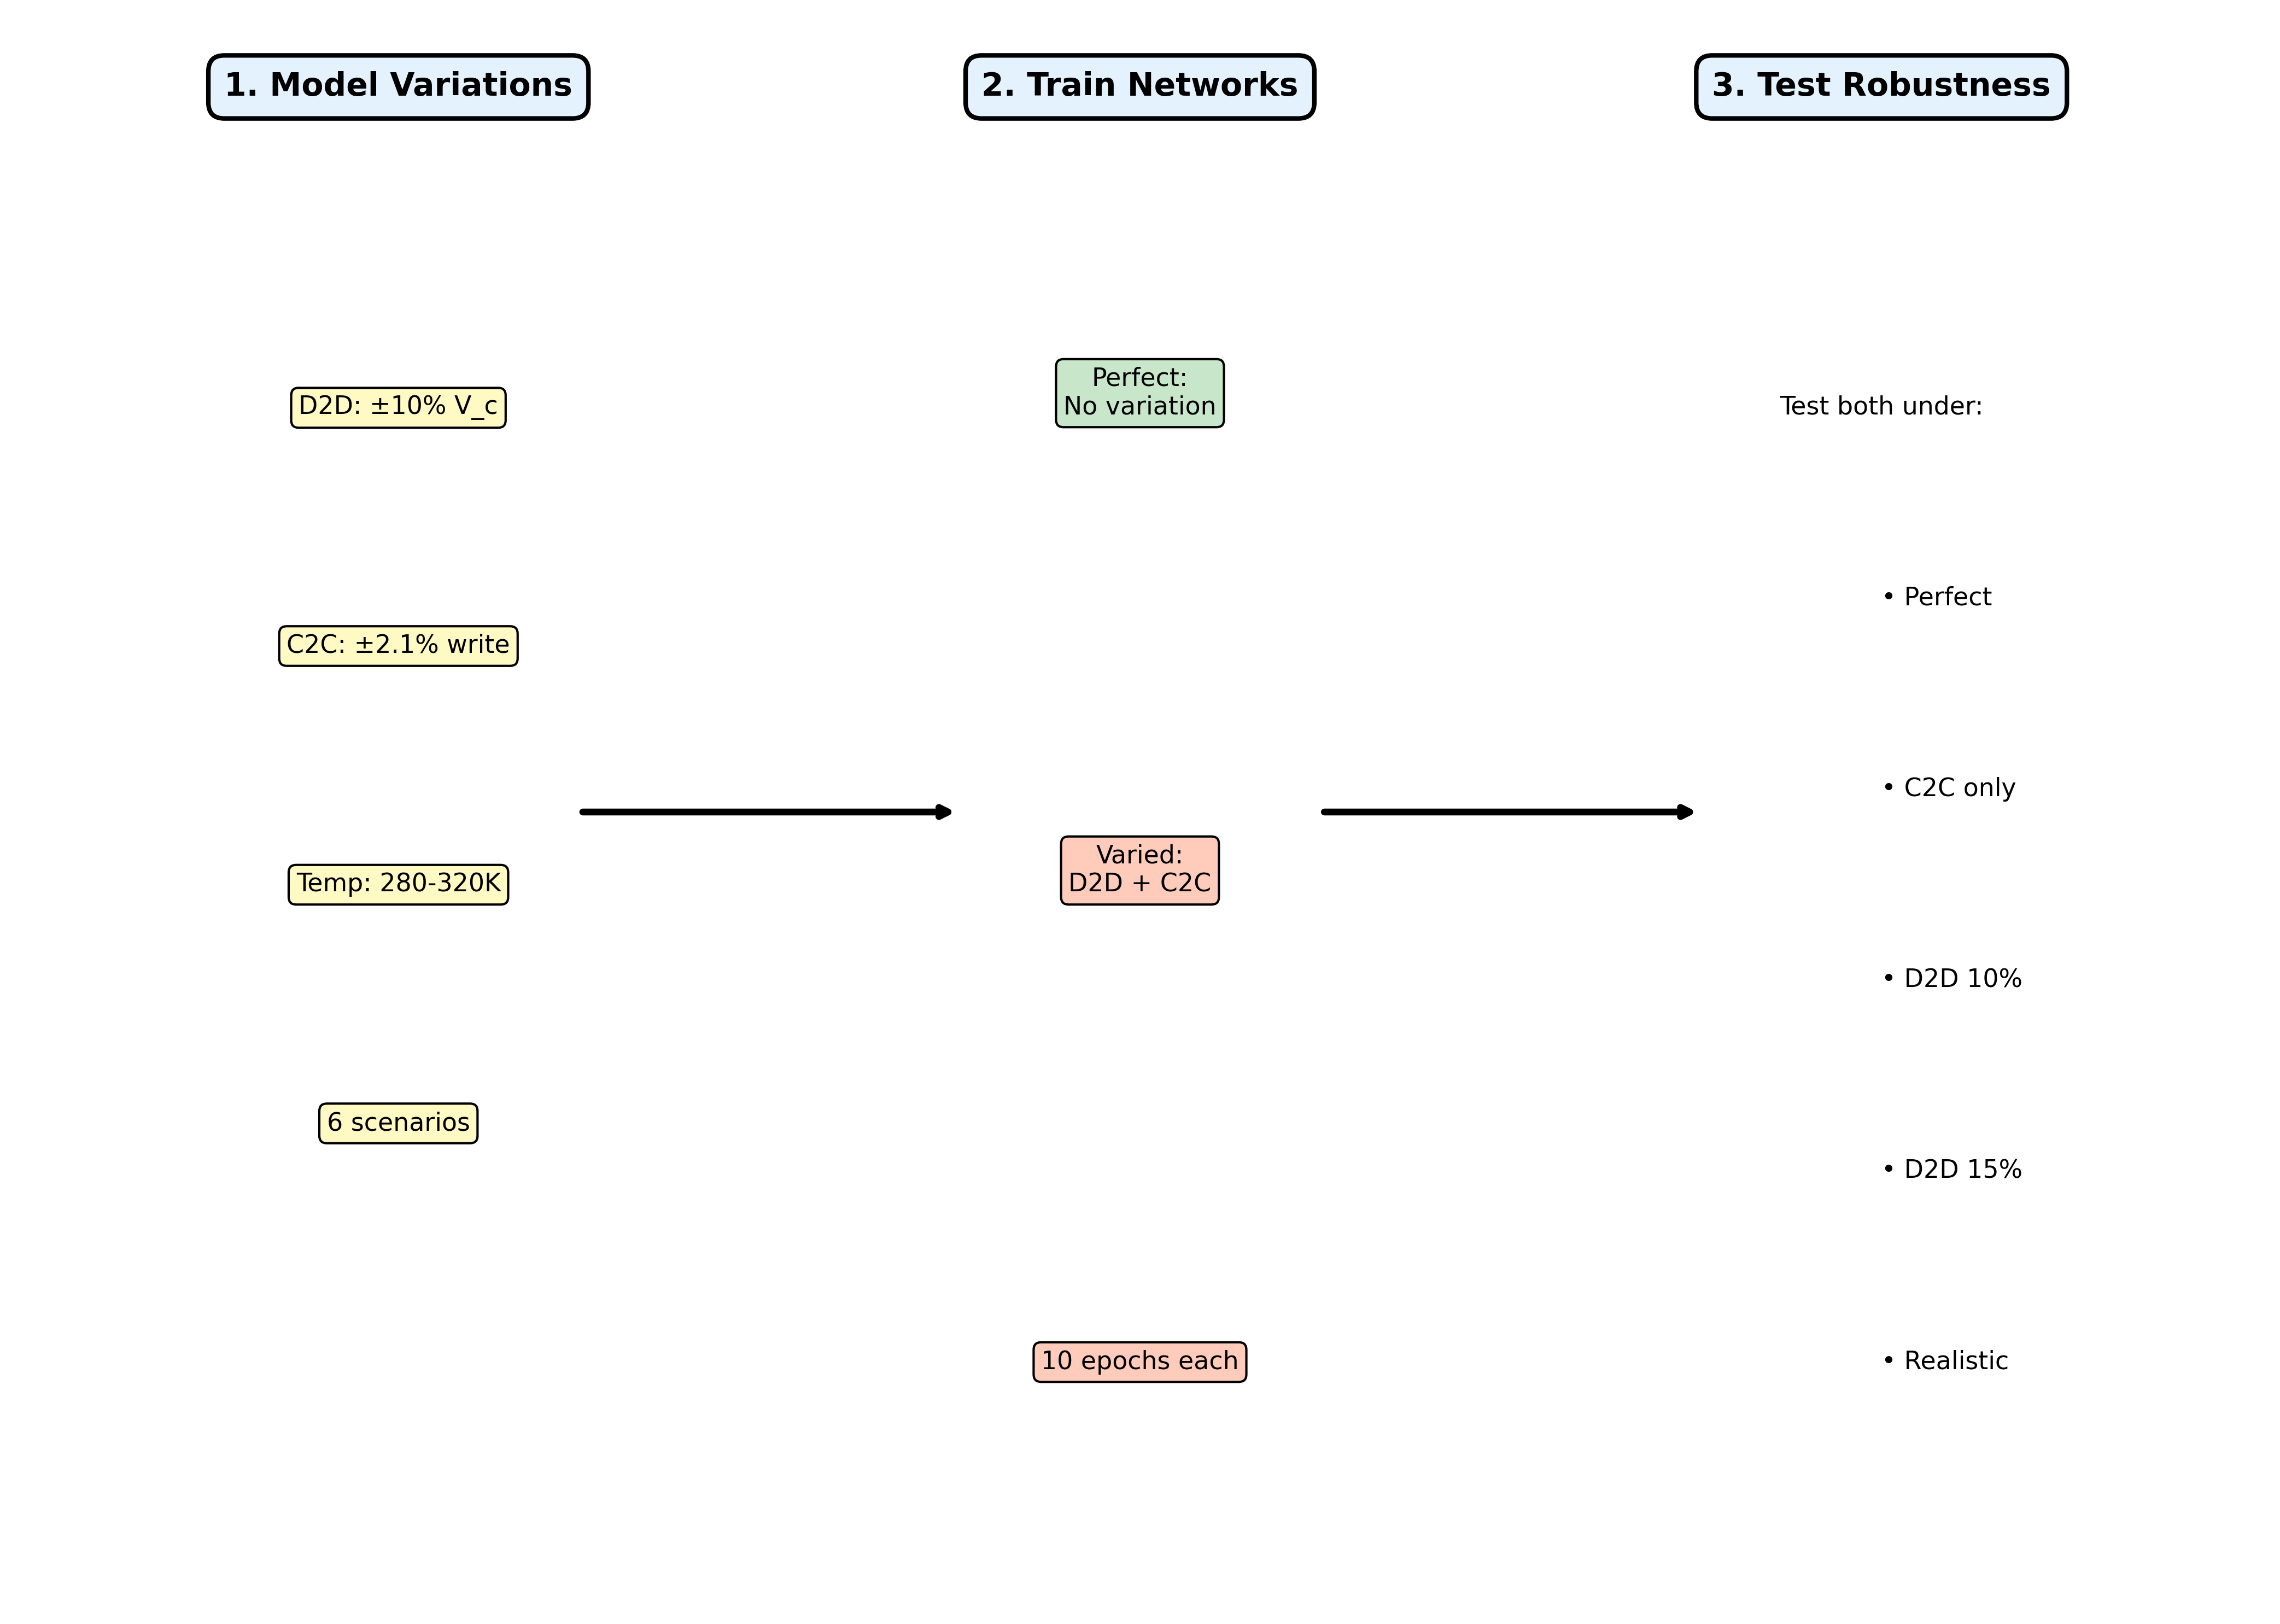 1. Model Variations
D2D: ±10% V_c
C2C: ±2.1% write
Temp: 280-320K
6 scenarios
2. Train Networks
Perfect:
No variation
Varied:
D2D + C2C
10 epochs each
3. Test Robustness
Test both under:
• Perfect
• C2C only
• D2D 10%
• D2D 15%
• Realistic